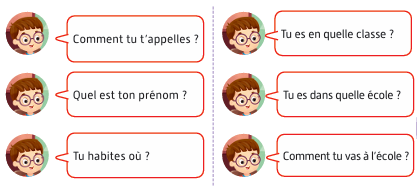 Comment tu t'appelles ?
Quel est ton prénom ?
Tu habites où ?
Tu es en quelle classe ?
Tu es dans quelle école ?
Comment tu vas à l'école ?